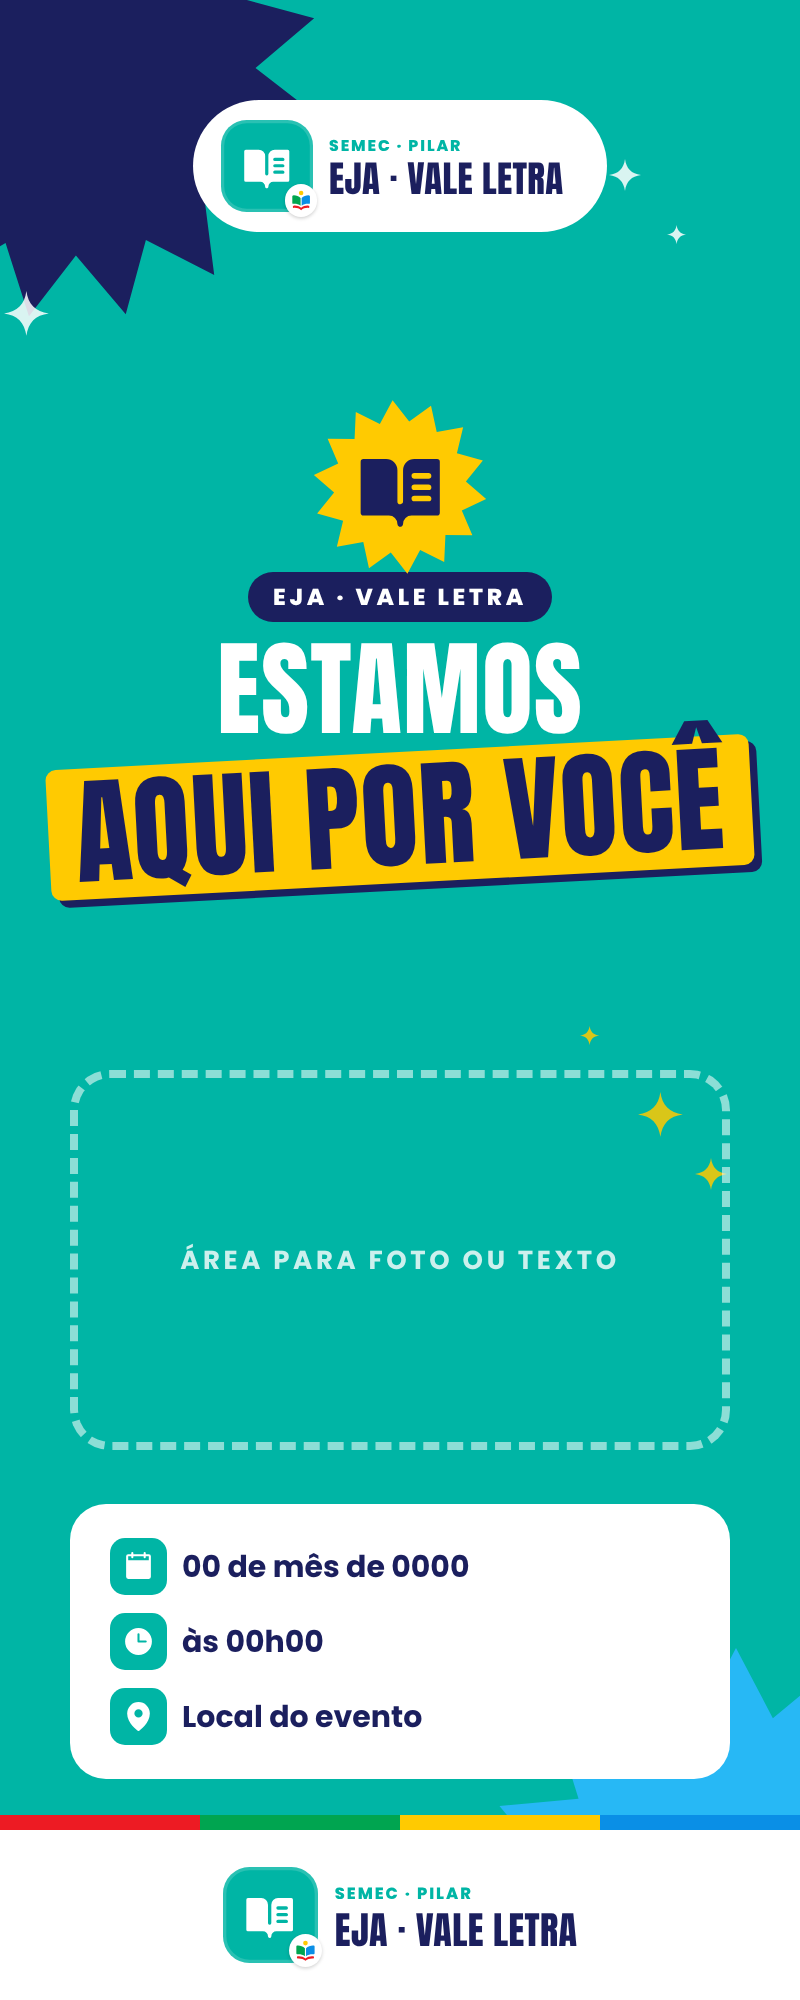 SEMEC · PILAR
EJA · VALE LETRA
EJA · VALE LETRA
ESTAMOS
AQUI POR VOCÊ
ÁREA PARA FOTO OU TEXTO
00 de mês de 0000
às 00h00
Local do evento
SEMEC · PILAR
EJA · VALE LETRA